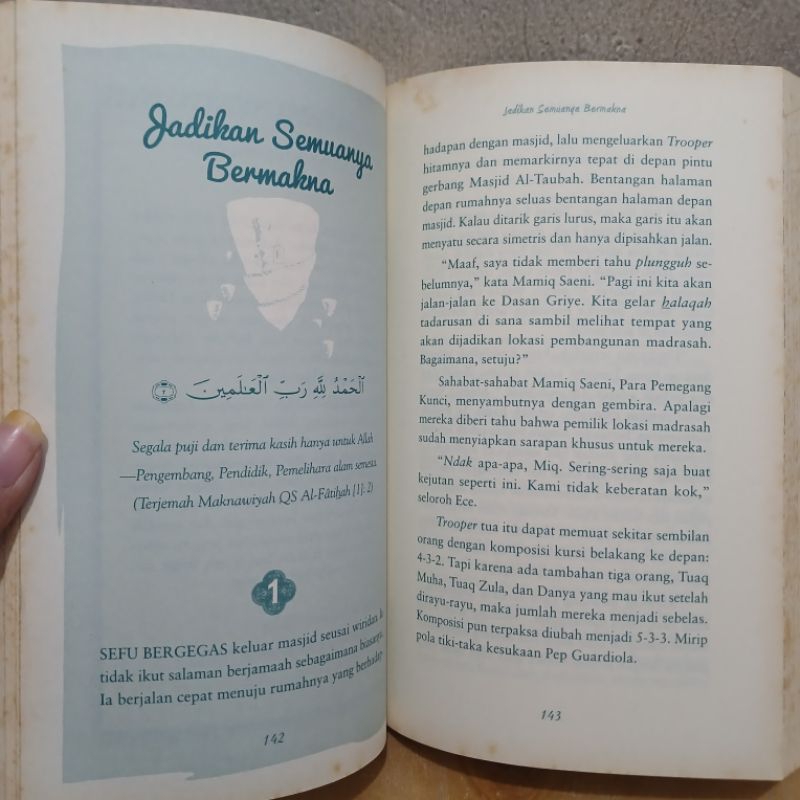 Jadikan Semuanya
Bermakna
اَلْحَمْدُ لِلّٰهِ رَبِّ الْعٰلَمِيْنَ ٢
Segala puji dan terima kasih hanya untuk Allah
—Pengembang, Pendidik, Pemelihara alam semesta.
(Terjemah Maknawiyah QS Al-Fâtiḥah [1]: 2)
1
SEFU BERGEGAS keluar masjid seusai wiridan. Ia
tidak ikut salaman berjamaah sebagaimana biasanya.
Ia berjalan cepat menuju rumahnya yang berhadap-
142
Jadikan Semuanya Bermakna
hadapan dengan masjid, lalu mengeluarkan Trooper
hitamnya dan memarkirnya tepat di depan pintu
gerbang Masjid Al-Taubah. Bentangan halaman
depan rumahnya seluas bentangan halaman depan
masjid. Kalau ditarik garis lurus, maka garis itu akan
menyatu secara simetris dan hanya dipisahkan jalan.
“Maaf, saya tidak memberi tahu plungguh se-
belumnya,” kata Mamiq Saeni. “Pagi ini kita akan
jalan-jalan ke Dasan Griye. Kita gelar ḥalaqah
tadarusan di sana sambil melihat tempat yang
akan dijadikan lokasi pembangunan madrasah.
Bagaimana, setuju?”
Sahabat-sahabat Mamiq Saeni, Para Pemegang
Kunci, menyambutnya dengan gembira. Apalagi
mereka diberi tahu bahwa pemilik lokasi madrasah
sudah menyiapkan sarapan khusus untuk mereka.
“Ndak apa-apa, Miq. Sering-sering saja buat
kejutan seperti ini. Kami tidak keberatan kok,”
seloroh Ece.
Trooper tua itu dapat memuat sekitar sembilan
orang dengan komposisi kursi belakang ke depan:
4-3-2. Tapi karena ada tambahan tiga orang, Tuaq
Muha, Tuaq Zula, dan Danya yang mau ikut setelah
dirayu-rayu, maka jumlah mereka menjadi sebelas.
Komposisi pun terpaksa diubah menjadi 5-3-3. Mirip
pola tiki-taka kesukaan Pep Guardiola.
143